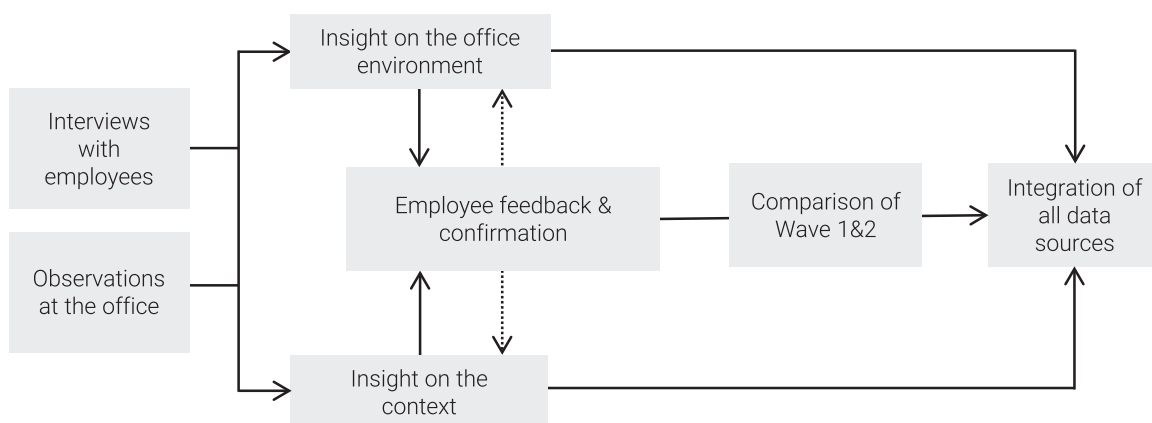 Insight on the office
environment
Interviews
with
employees
Employee feedback &
confirmation
Comparison of
Wave 1&2
Integration of
all data
sources
Observations
at the office
Insight on the
context